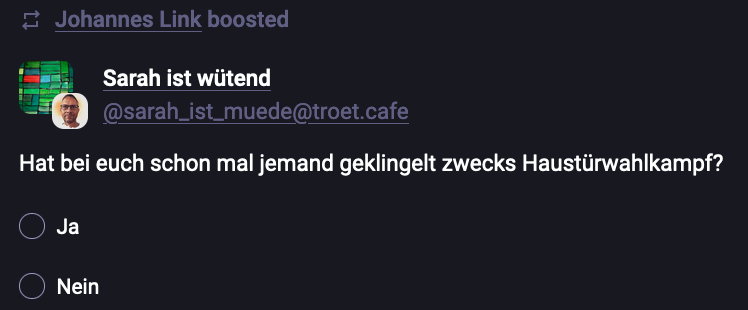 Johannes Link boosted
Sarah ist wütend
@sarah_ist_muede@troet.cafe
Hat bei euch schon mal jemand geklingelt zwecks Haustürwahlkampf?
Ja
Nein